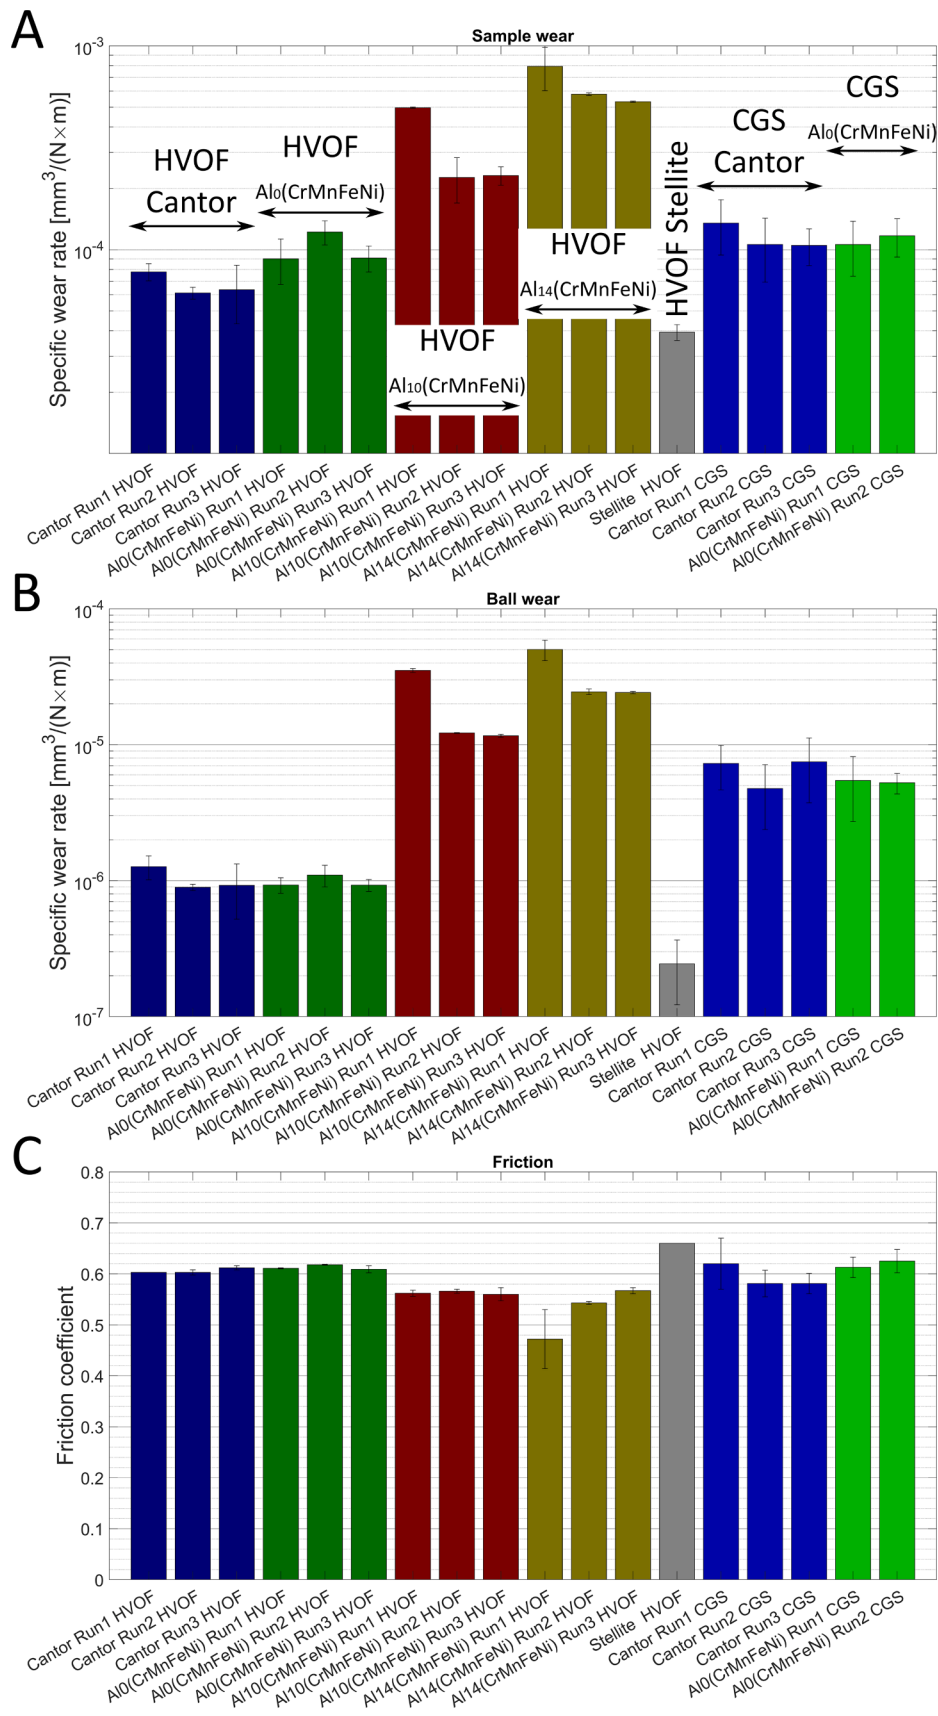 A
Sample wear
Specific wear rate [mm³/(N×m)]
10⁻³
10⁻⁴
HVOF
Cantor
HVOF
Al₀(CrMnFeNi)
HVOF
Al₁₀(CrMnFeNi)
HVOF
Al₁₄(CrMnFeNi)
HVOF Stellite
CGS
Cantor
CGS
Al₀(CrMnFeNi)
Cantor Run1 HVOF
Cantor Run2 HVOF
Cantor Run3 HVOF
Al0(CrMnFeNi) Run1 HVOF
Al0(CrMnFeNi) Run2 HVOF
Al0(CrMnFeNi) Run3 HVOF
Al10(CrMnFeNi) Run1 HVOF
Al10(CrMnFeNi) Run2 HVOF
Al10(CrMnFeNi) Run3 HVOF
Al14(CrMnFeNi) Run1 HVOF
Al14(CrMnFeNi) Run2 HVOF
Al14(CrMnFeNi) Run3 HVOF
Stellite HVOF
Cantor Run1 CGS
Cantor Run2 CGS
Cantor Run3 CGS
Al0(CrMnFeNi) Run1 CGS
Al0(CrMnFeNi) Run2 CGS
B
Ball wear
Specific wear rate [mm³/(N×m)]
10⁻⁴
10⁻⁵
10⁻⁶
10⁻⁷
Cantor Run1 HVOF
Cantor Run2 HVOF
Cantor Run3 HVOF
Al0(CrMnFeNi) Run1 HVOF
Al0(CrMnFeNi) Run2 HVOF
Al0(CrMnFeNi) Run3 HVOF
Al10(CrMnFeNi) Run1 HVOF
Al10(CrMnFeNi) Run2 HVOF
Al10(CrMnFeNi) Run3 HVOF
Al14(CrMnFeNi) Run1 HVOF
Al14(CrMnFeNi) Run2 HVOF
Al14(CrMnFeNi) Run3 HVOF
Stellite HVOF
Cantor Run1 CGS
Cantor Run2 CGS
Cantor Run3 CGS
Al0(CrMnFeNi) Run1 CGS
Al0(CrMnFeNi) Run2 CGS
C
Friction
Friction coefficient
0.8
0.7
0.6
0.5
0.4
0.3
0.2
0.1
0
Cantor Run1 HVOF
Cantor Run2 HVOF
Cantor Run3 HVOF
Al0(CrMnFeNi) Run1 HVOF
Al0(CrMnFeNi) Run2 HVOF
Al0(CrMnFeNi) Run3 HVOF
Al10(CrMnFeNi) Run1 HVOF
Al10(CrMnFeNi) Run2 HVOF
Al10(CrMnFeNi) Run3 HVOF
Al14(CrMnFeNi) Run1 HVOF
Al14(CrMnFeNi) Run2 HVOF
Al14(CrMnFeNi) Run3 HVOF
Stellite HVOF
Cantor Run1 CGS
Cantor Run2 CGS
Cantor Run3 CGS
Al0(CrMnFeNi) Run1 CGS
Al0(CrMnFeNi) Run2 CGS